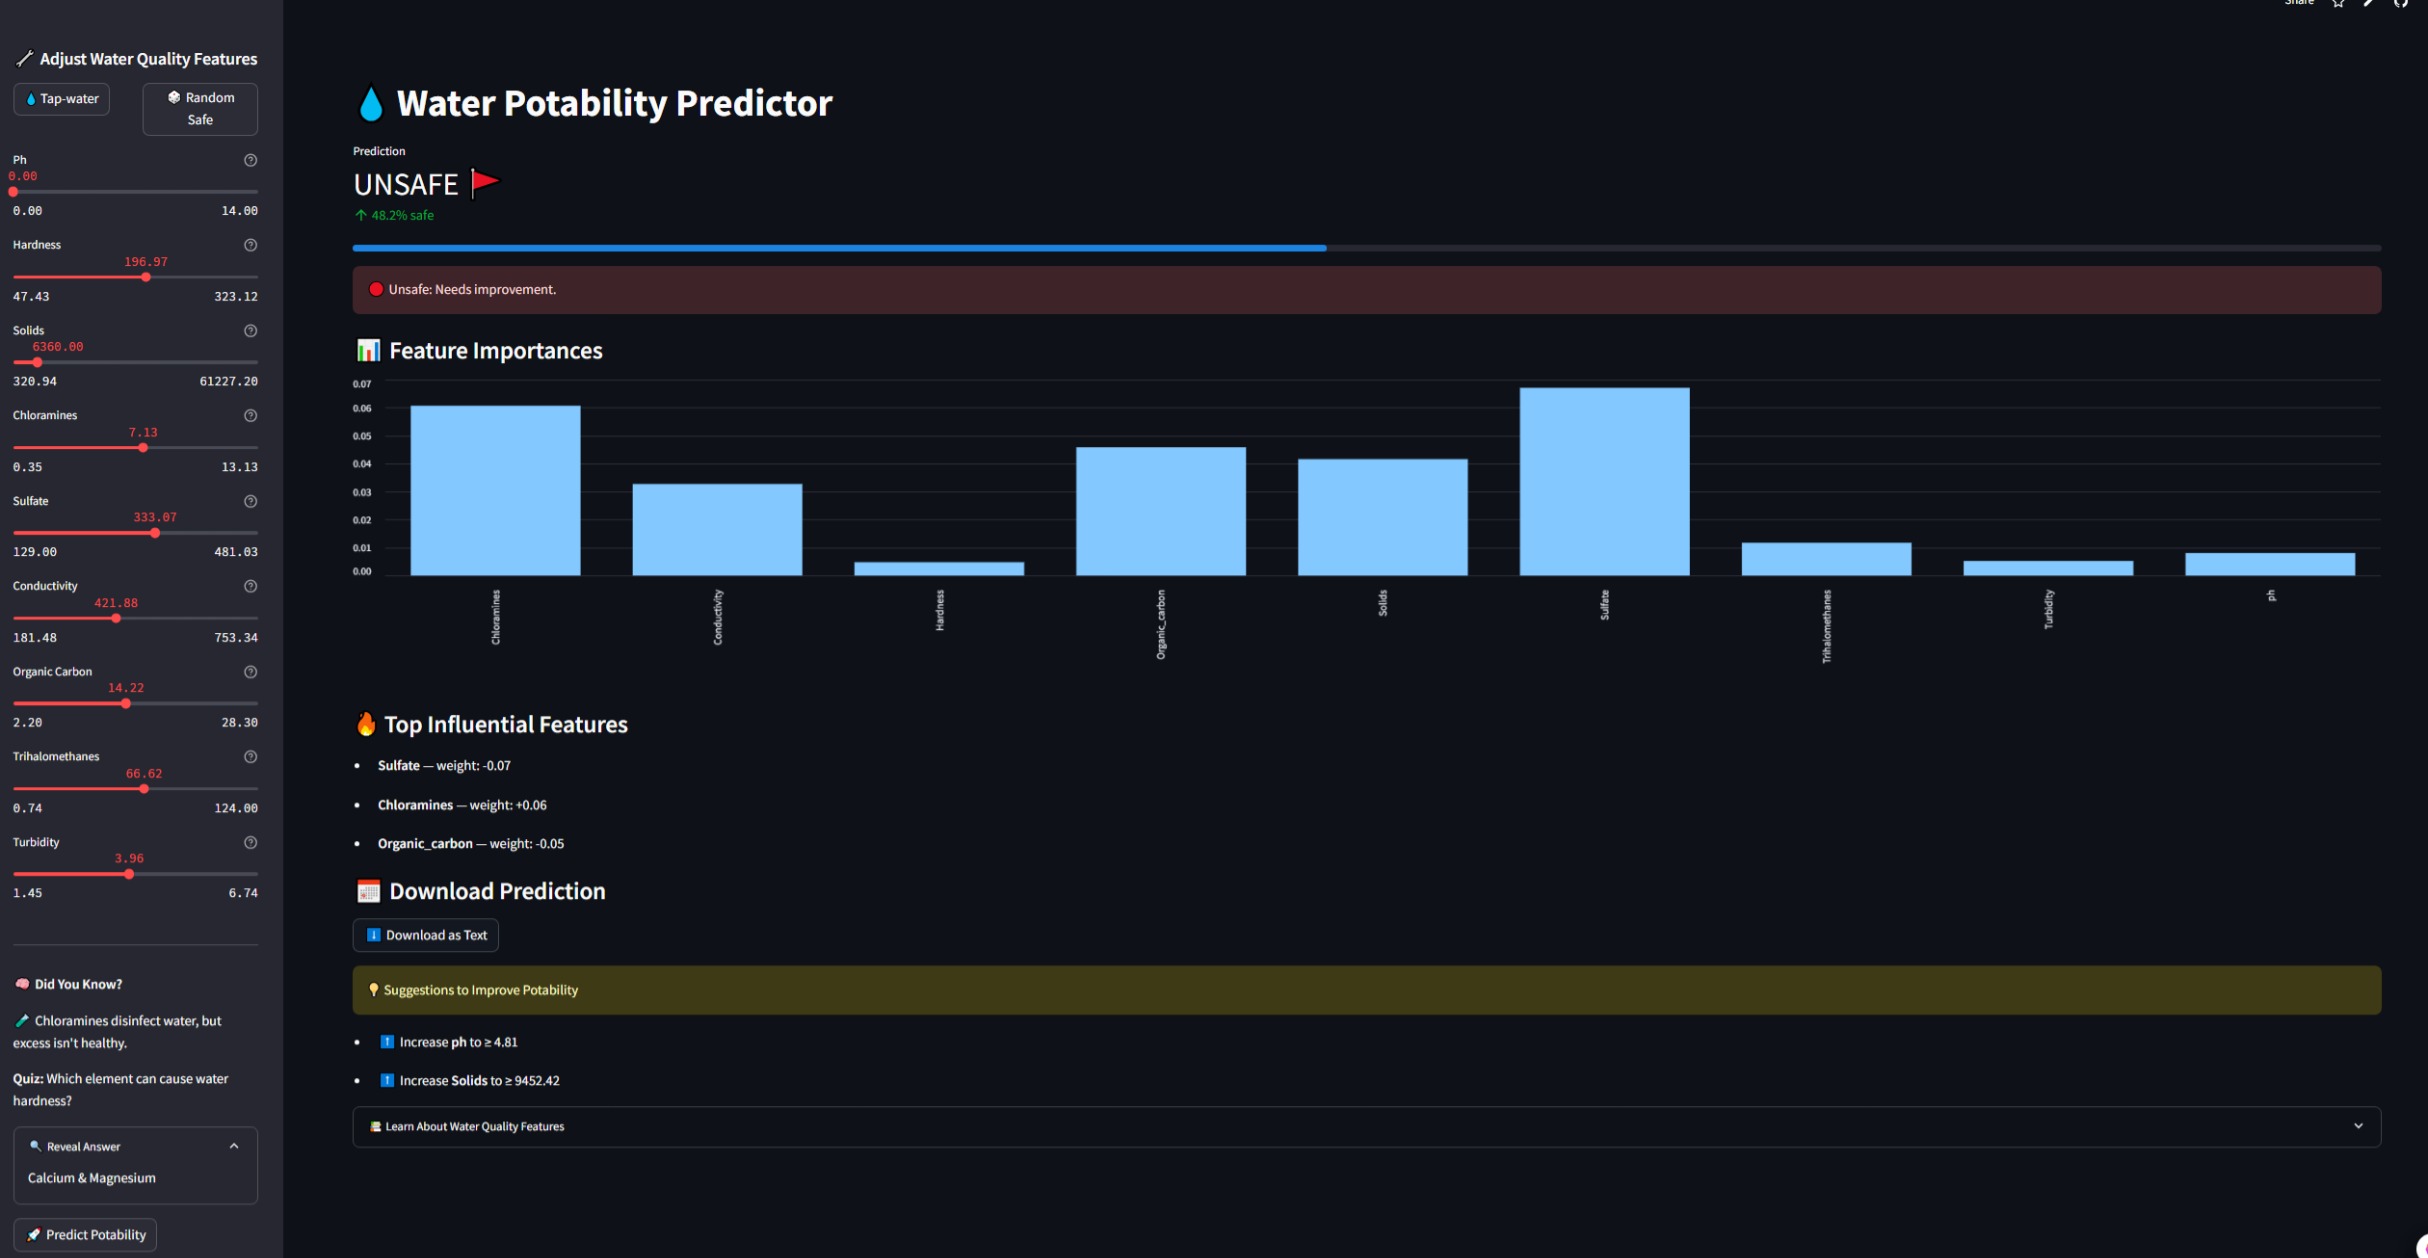 Share
Adjust Water Quality Features
Tap-water
Random
Safe
Ph
0.00
0.00 14.00
Hardness
196.97
47.43 323.12
Solids
6360.00
320.94 61227.20
Chloramines
7.13
0.35 13.13
Sulfate
333.07
129.00 481.03
Conductivity
421.88
181.48 753.34
Organic Carbon
14.22
2.20 28.30
Trihalomethanes
66.62
0.74 124.00
Turbidity
3.96
1.45 6.74
Did You Know?
Chloramines disinfect water, but
excess isn't healthy.
Quiz: Which element can cause water
hardness?
Reveal Answer
Calcium & Magnesium
Predict Potability
Water Potability Predictor
Prediction
UNSAFE
↑ 48.2% safe
Unsafe: Needs improvement.
Feature Importances
0.07
0.06
0.05
0.04
0.03
0.02
0.01
0.00
Chloramines
Conductivity
Hardness
Organic_carbon
Solids
Sulfate
Trihalomethanes
Turbidity
ph
Top Influential Features
• Sulfate — weight: -0.07
• Chloramines — weight: +0.06
• Organic_carbon — weight: -0.05
Download Prediction
Download as Text
Suggestions to Improve Potability
• Increase ph to ≥ 4.81
• Increase Solids to ≥ 9452.42
Learn About Water Quality Features